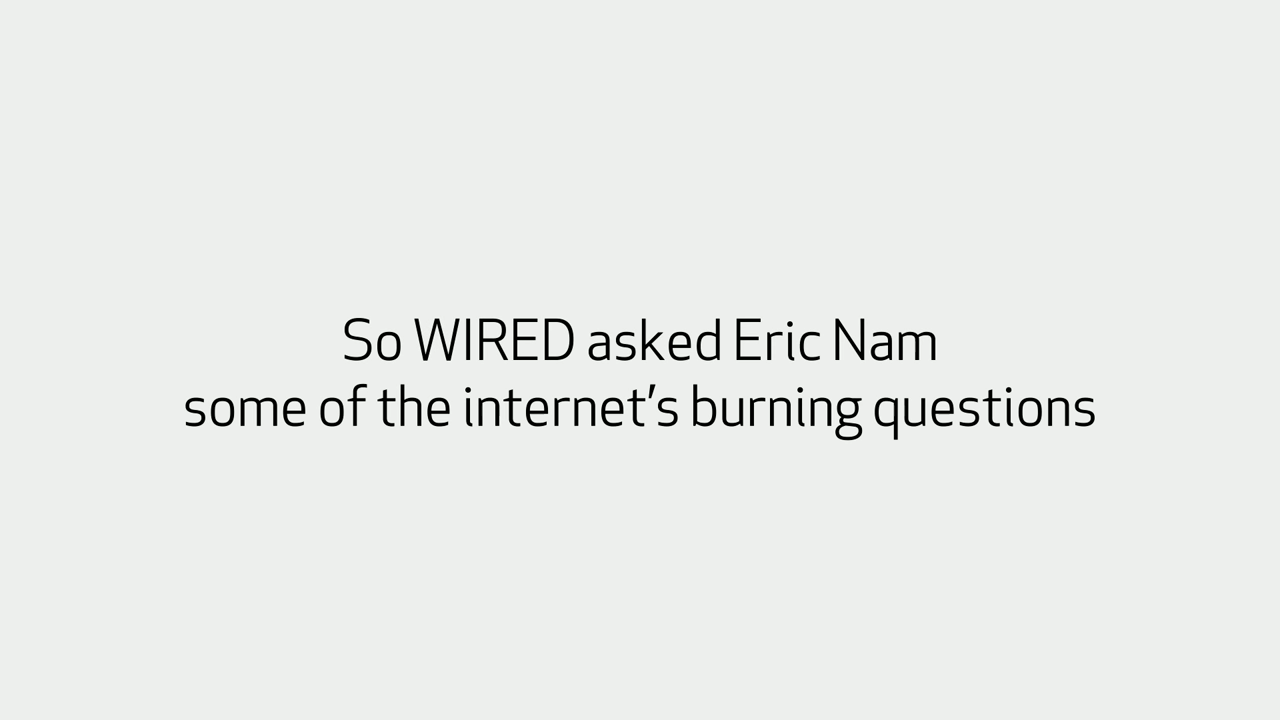 So WIRED asked Eric Nam
some of the internet's burning questions